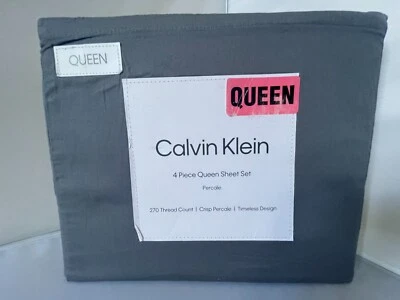 QUEEN
QUEEN
Calvin Klein
4 Piece Queen Sheet Set
Percale
270 Thread Count | Crisp Percale | Timeless Design